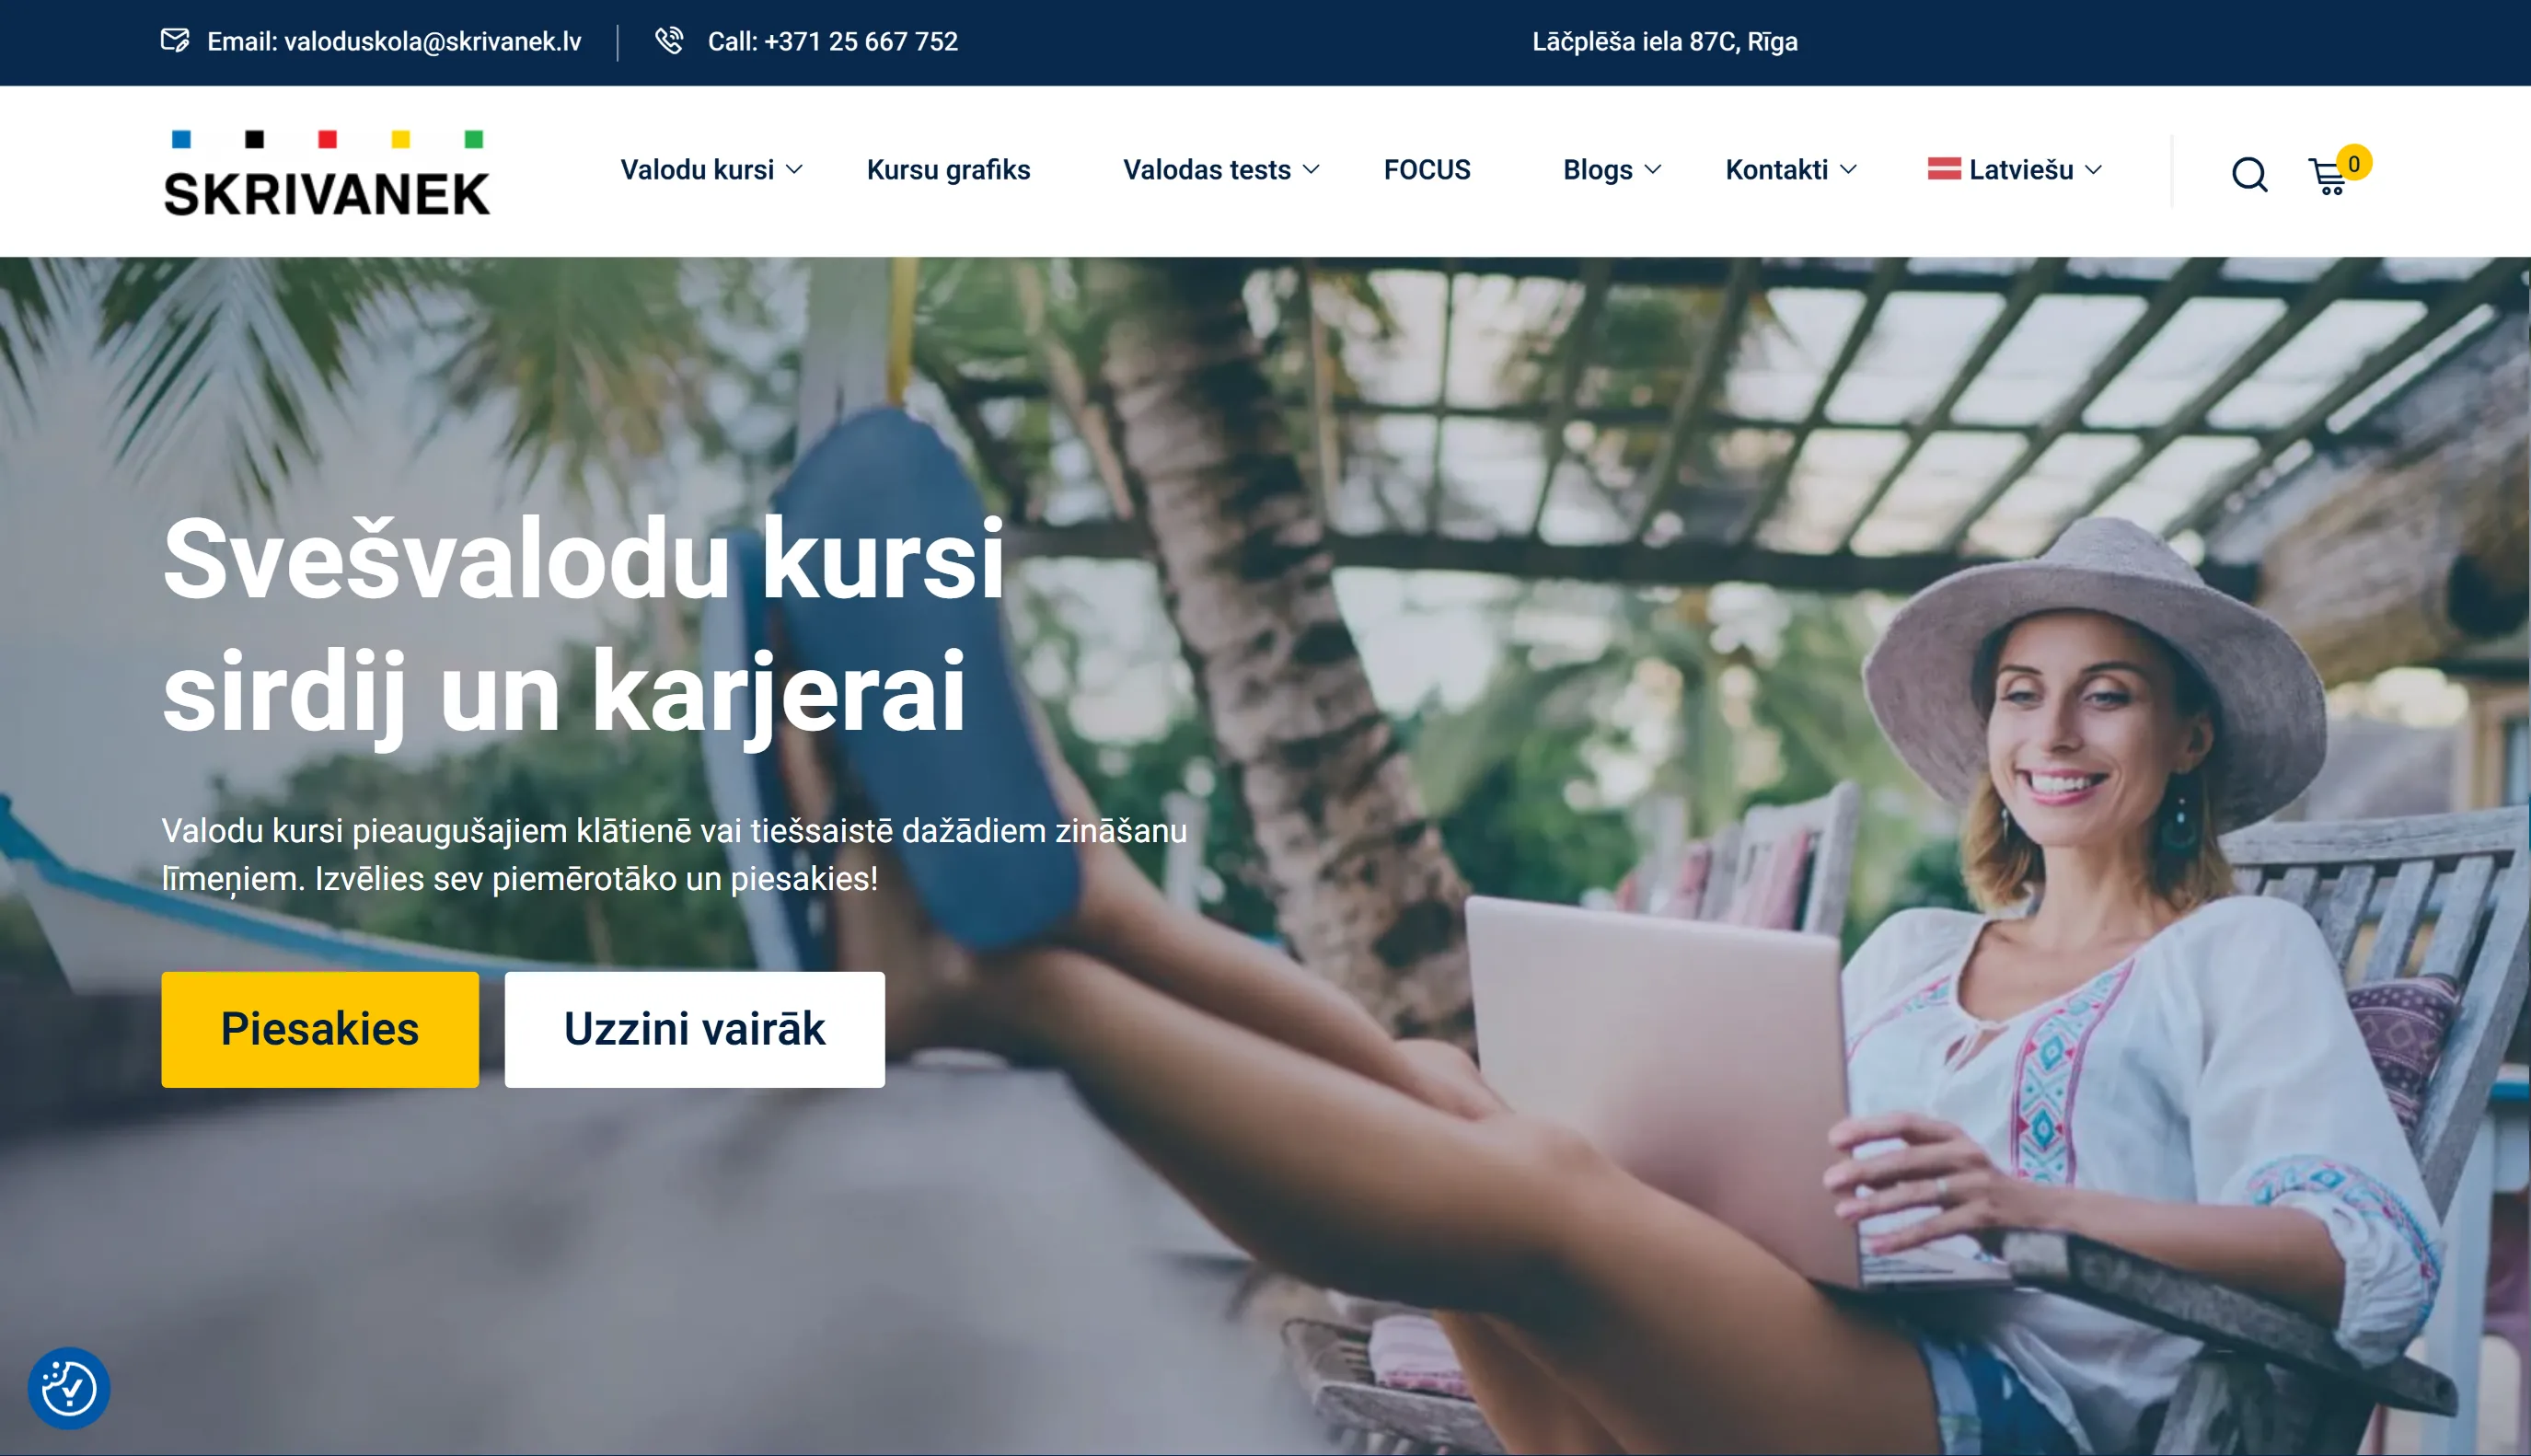 Email: valoduskola@skrivanek.lv
Call: +371 25 667 752
Lāčplēša iela 87C, Rīga
SKRIVANEK
Valodu kursi
Kursu grafiks
Valodas tests
FOCUS
Blogs
Kontakti
Latviešu
0
Svešvalodu kursi
sirdij un karjerai
Valodu kursi pieaugušajiem klātienē vai tiešsaistē dažādiem zināšanu
līmeņiem. Izvēlies sev piemērotāko un piesakies!
Piesakies
Uzzini vairāk